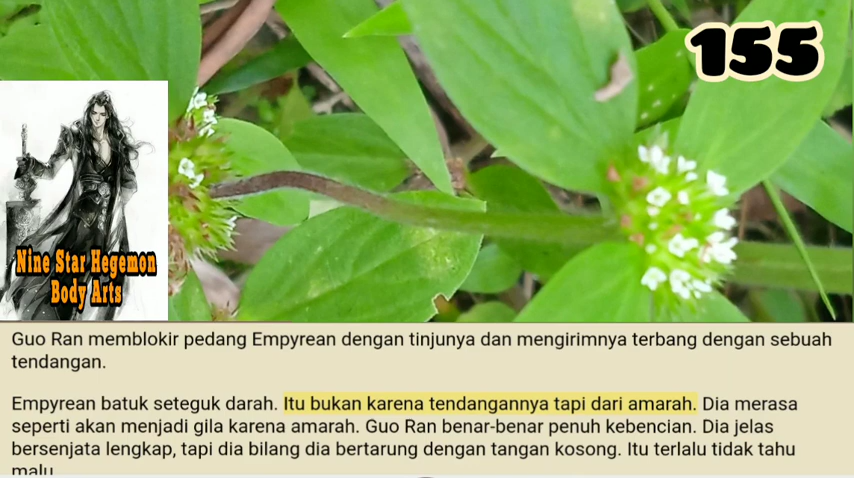 155
Nine Star Hegemon
Body Arts
Guo Ran memblokir pedang Empyrean dengan tinjunya dan mengirimnya terbang dengan sebuah
tendangan.
Empyrean batuk seteguk darah. Itu bukan karena tendangannya tapi dari amarah. Dia merasa
seperti akan menjadi gila karena amarah. Guo Ran benar-benar penuh kebencian. Dia jelas
bersenjata lengkap, tapi dia bilang dia bertarung dengan tangan kosong. Itu terlalu tidak tahu
malu